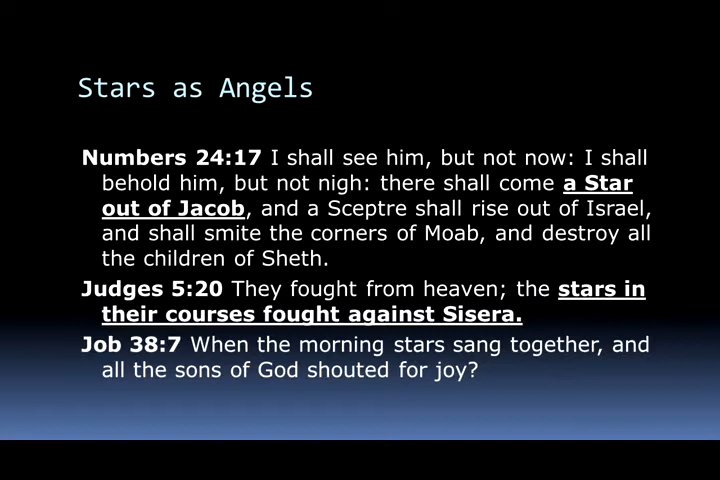 Stars as Angels
Numbers 24:17 I shall see him, but not now: I shall
behold him, but not nigh: there shall come a Star
out of Jacob, and a Sceptre shall rise out of Israel,
and shall smite the corners of Moab, and destroy all
the children of Sheth.
Judges 5:20 They fought from heaven; the stars in
their courses fought against Sisera.
Job 38:7 When the morning stars sang together, and
all the sons of God shouted for joy?